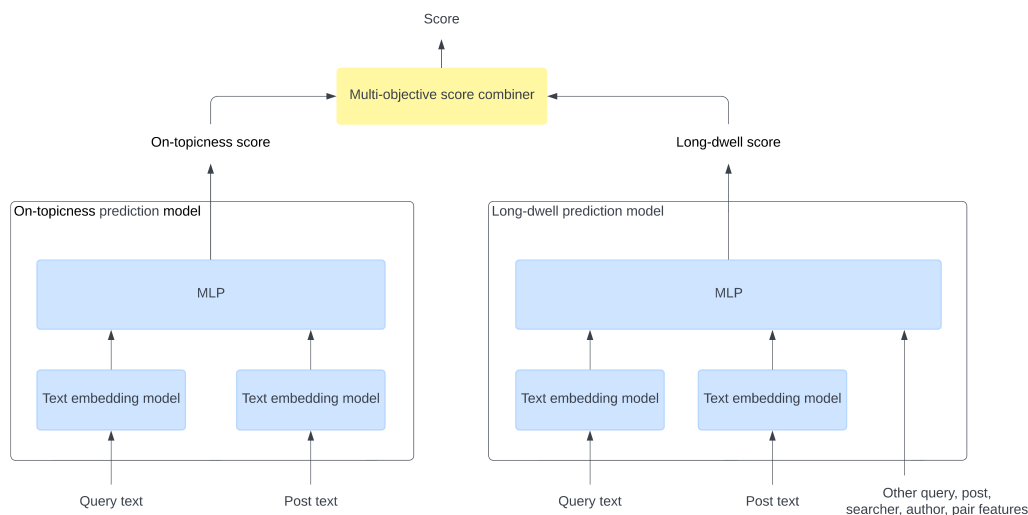 Score
Multi-objective score combiner
On-topicness score
Long-dwell score
On-topicness prediction model
MLP
Text embedding model
Text embedding model
Query text
Post text
Long-dwell prediction model
MLP
Text embedding model
Text embedding model
Query text
Post text
Other query, post,
searcher, author, pair features